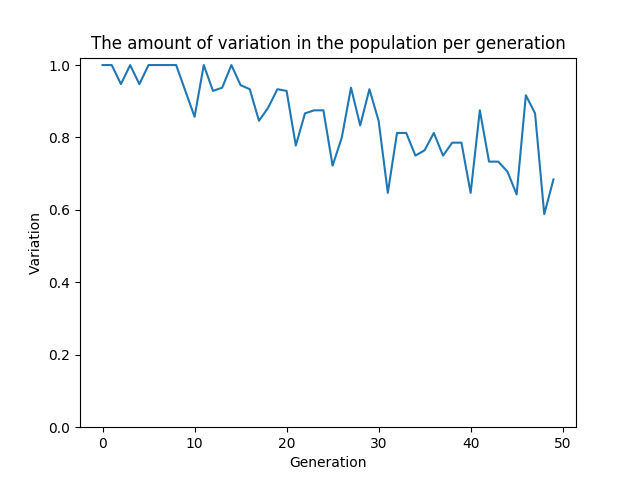 The amount of variation in the population per generation
1.0
0.8
0.6
0.4
0.2
0.0
Variation
0 10 20 30 40 50
Generation